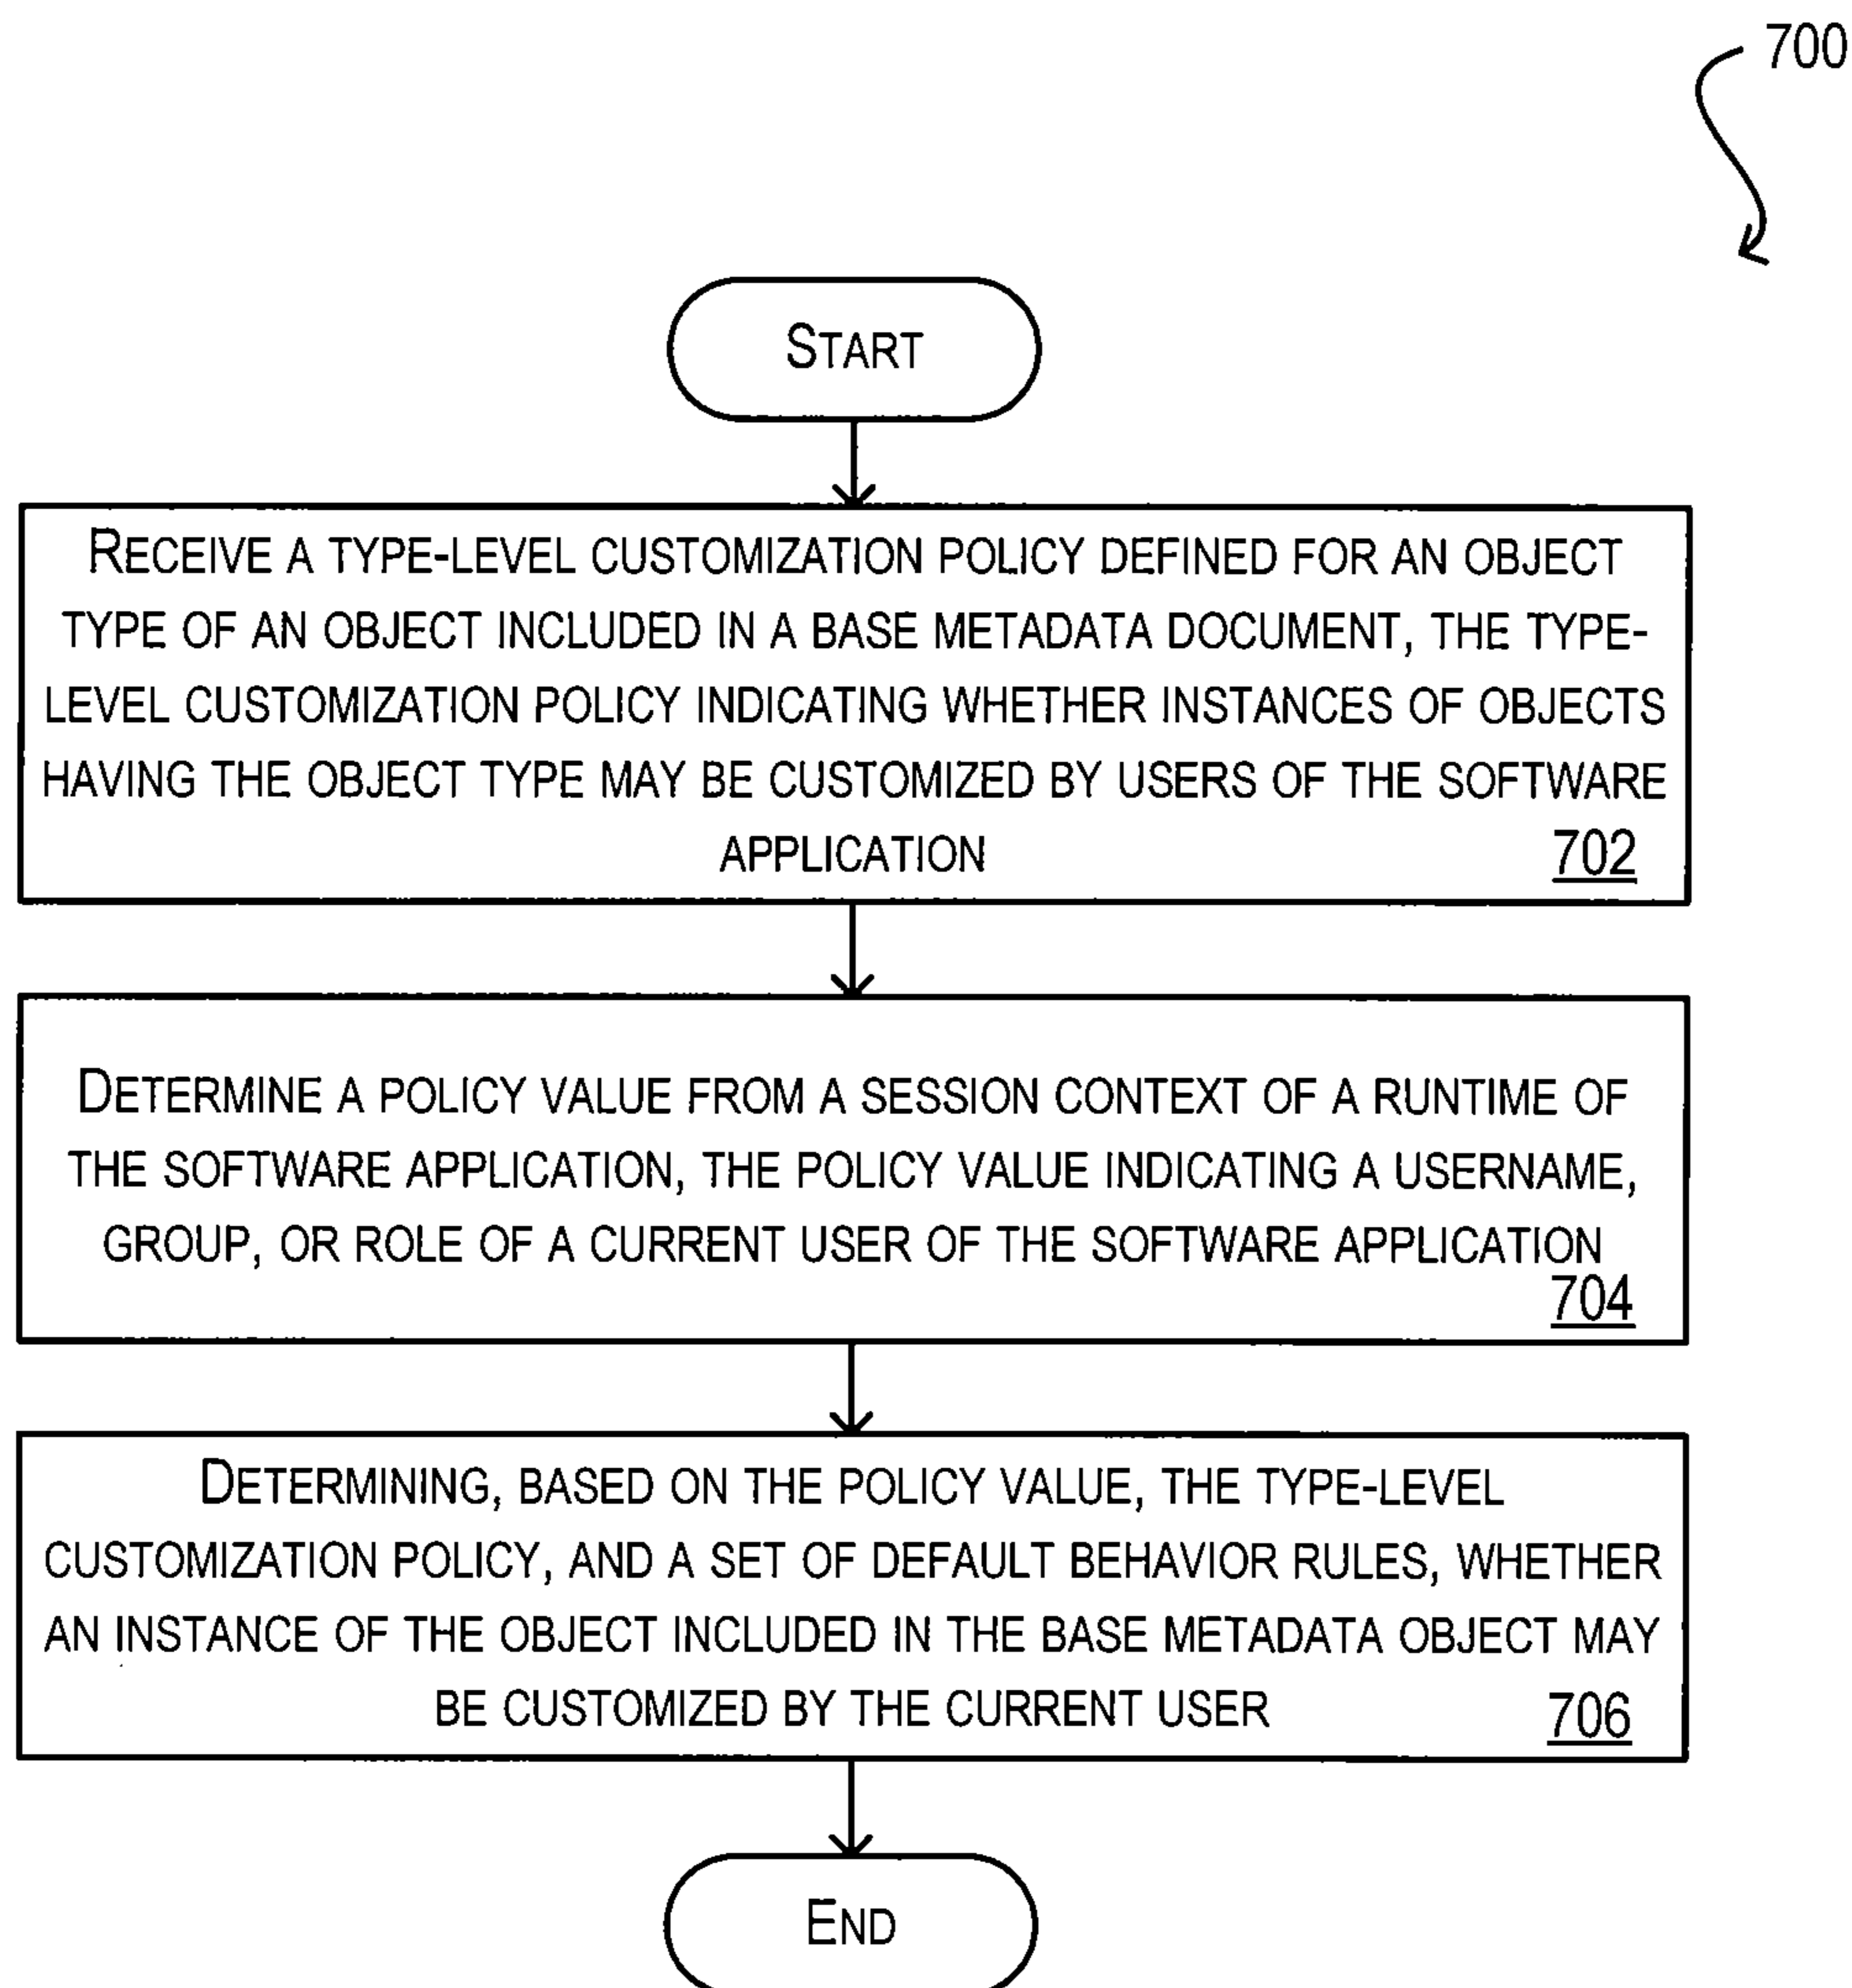 700
START
RECEIVE A TYPE-LEVEL CUSTOMIZATION POLICY DEFINED FOR AN OBJECT
TYPE OF AN OBJECT INCLUDED IN A BASE METADATA DOCUMENT, THE TYPE-
LEVEL CUSTOMIZATION POLICY INDICATING WHETHER INSTANCES OF OBJECTS
HAVING THE OBJECT TYPE MAY BE CUSTOMIZED BY USERS OF THE SOFTWARE
APPLICATION
702
DETERMINE A POLICY VALUE FROM A SESSION CONTEXT OF A RUNTIME OF
THE SOFTWARE APPLICATION, THE POLICY VALUE INDICATING A USERNAME,
GROUP, OR ROLE OF A CURRENT USER OF THE SOFTWARE APPLICATION
704
DETERMINING, BASED ON THE POLICY VALUE, THE TYPE-LEVEL
CUSTOMIZATION POLICY, AND A SET OF DEFAULT BEHAVIOR RULES, WHETHER
AN INSTANCE OF THE OBJECT INCLUDED IN THE BASE METADATA OBJECT MAY
BE CUSTOMIZED BY THE CURRENT USER
706
END